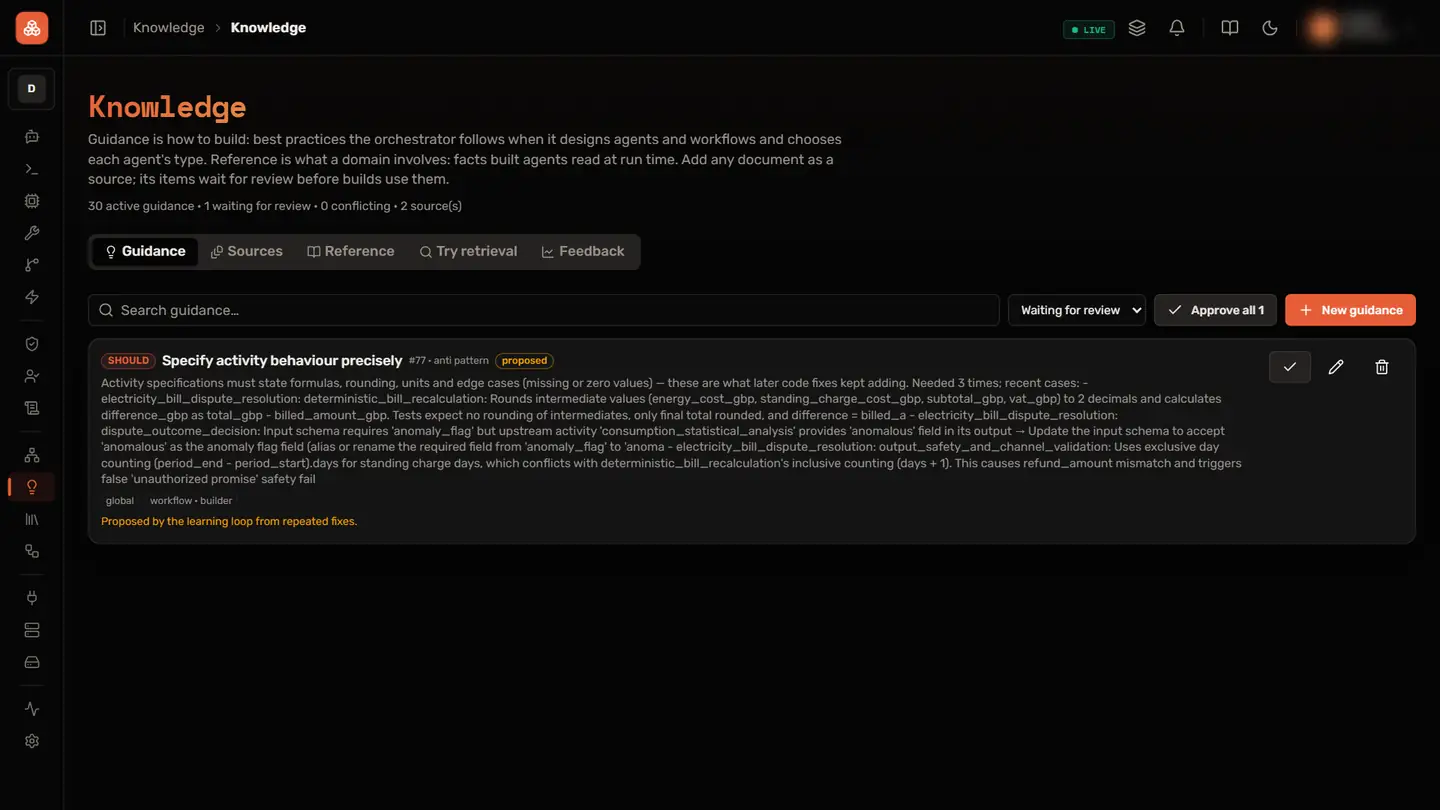 Knowledge > Knowledge
LIVE
D
Knowledge
Guidance is how to build: best practices the orchestrator follows when it designs agents and workflows and chooses
each agent's type. Reference is what a domain involves: facts built agents read at run time. Add any document as a
source; its items wait for review before builds use them.
30 active guidance • 1 waiting for review • 0 conflicting • 2 source(s)
Guidance Sources Reference Try retrieval Feedback
Search guidance... Waiting for review Approve all 1 New guidance
SHOULD Specify activity behaviour precisely #77 • anti pattern proposed
Activity specifications must state formulas, rounding, units and edge cases (missing or zero values) — these are what later code fixes kept adding. Needed 3 times; recent cases: -
electricity_bill_dispute_resolution: deterministic_bill_recalculation: Rounds intermediate values (energy_cost_gbp, standing_charge_cost_gbp, subtotal_gbp, vat_gbp) to 2 decimals and calculates
difference_gbp as total_gbp - billed_amount_gbp. Tests expect no rounding of intermediates, only final total rounded, and difference = billed_a - electricity_bill_dispute_resolution:
dispute_outcome_decision: Input schema requires 'anomaly_flag' but upstream activity 'consumption_statistical_analysis' provides 'anomalous' field in its output → Update the input schema to accept
'anomalous' as the anomaly flag field (alias or rename the required field from 'anomaly_flag' to 'anoma - electricity_bill_dispute_resolution: output_safety_and_channel_validation: Uses exclusive day
counting (period_end - period_start).days for standing charge days, which conflicts with deterministic_bill_recalculation's inclusive counting (days + 1). This causes refund_amount mismatch and triggers
false 'unauthorized promise' safety fail
global workflow • builder
Proposed by the learning loop from repeated fixes.